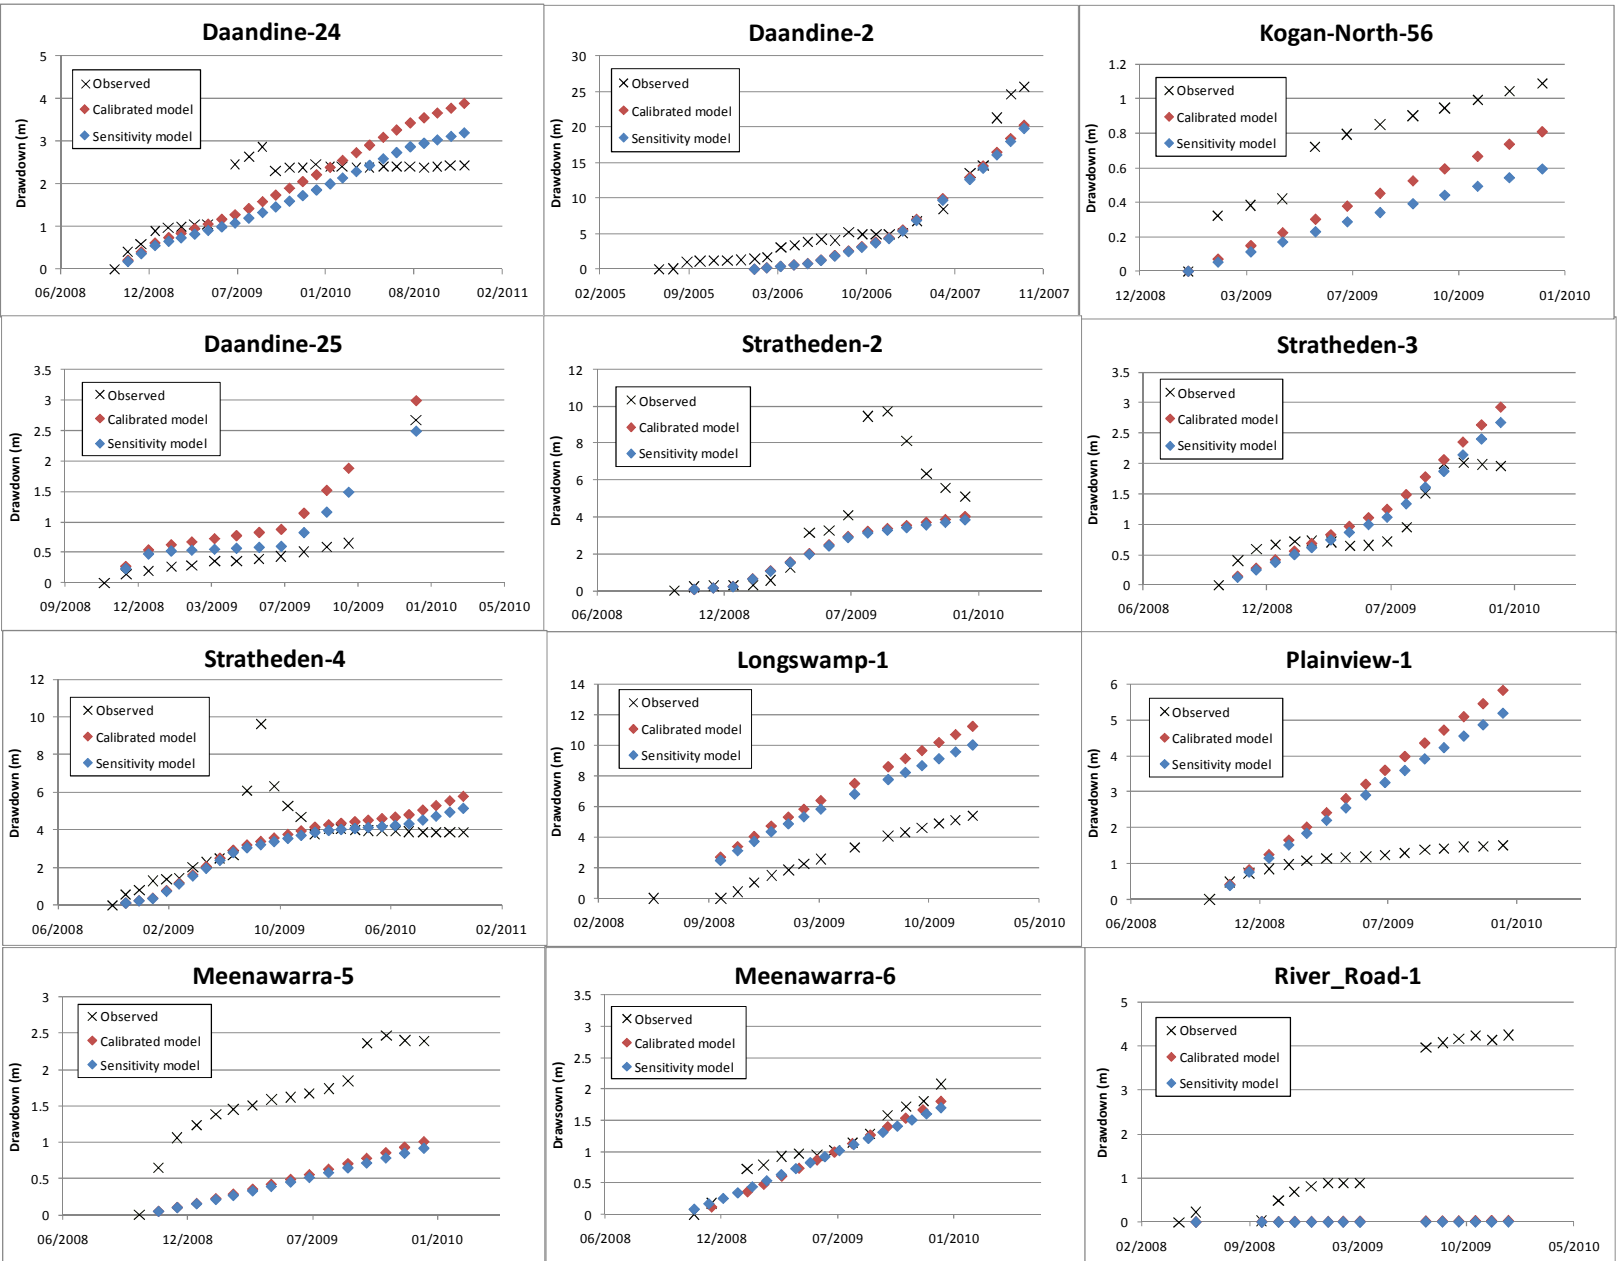 Daandine-24
Drawdown (m)
5
4
3
2
1
0
× Observed
Calibrated model
Sensitivity model
06/2008 12/2008 07/2009 01/2010 08/2010 02/2011
Daandine-2
Drawdown (m)
30
25
20
15
10
5
0
Observed
Calibrated model
Sensitivity model
02/2005 09/2005 03/2006 10/2006 04/2007 11/2007
Kogan-North-56
Drawdown (m)
1.2
1
0.8
0.6
0.4
0.2
0
Observed
Calibrated model
Sensitivity model
12/2008 03/2009 07/2009 10/2009 01/2010
Daandine-25
Drawdown (m)
3.5
3
2.5
2
1.5
1
0.5
0
Observed
Calibrated model
Sensitivity model
09/2008 12/2008 03/2009 07/2009 10/2009 01/2010 05/2010
Stratheden-2
Drawdown (m)
12
10
8
6
4
2
0
Observed
Calibrated model
Sensitivity model
06/2008 12/2008 07/2009 01/2010
Stratheden-3
Drawdown (m)
3.5
3
2.5
2
1.5
1
0.5
0
Observed
Calibrated model
Sensitivity model
06/2008 12/2008 07/2009 01/2010
Stratheden-4
Drawdown (m)
12
10
8
6
4
2
0
Observed
Calibrated model
Sensitivity model
06/2008 02/2009 10/2009 06/2010 02/2011
Longswamp-1
Drawdown (m)
14
12
10
8
6
4
2
0
Observed
Calibrated model
Sensitivity model
02/2008 09/2008 03/2009 10/2009 05/2010
Plainview-1
Drawdown (m)
6
5
4
3
2
1
0
Observed
Calibrated model
Sensitivity model
06/2008 12/2008 07/2009 01/2010
Meenawarra-5
Drawdown (m)
3
2.5
2
1.5
1
0.5
0
Observed
Calibrated model
Sensitivity model
06/2008 12/2008 07/2009 01/2010
Meenawarra-6
Drawsown (m)
3.5
3
2.5
2
1.5
1
0.5
0
Observed
Calibrated model
Sensitivity model
06/2008 12/2008 07/2009 01/2010
River_Road-1
Drawdown (m)
5
4
3
2
1
0
Observed
Calibrated model
Sensitivity model
02/2008 09/2008 03/2009 10/2009 05/2010